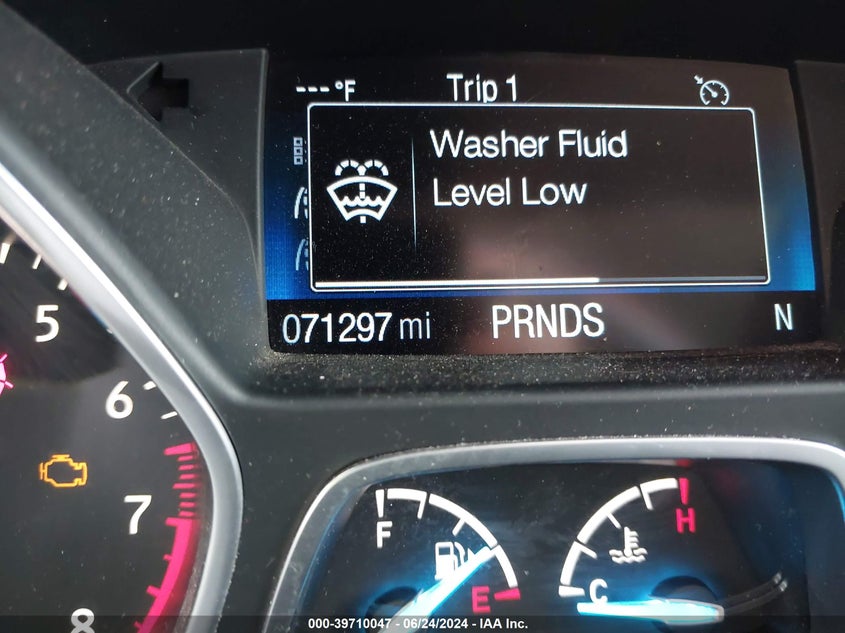 ---°F Trip 1
Washer Fluid
Level Low
071297 mi PRNDS N
5
6
7
8
F
E
H
C
000-39710047 - 06/24/2024 - IAA Inc.